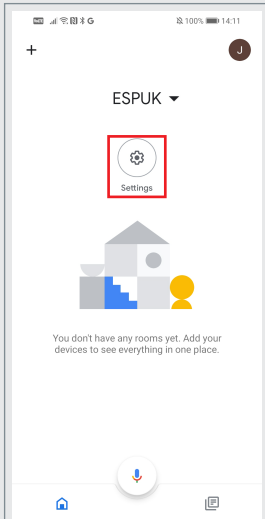 100% 14:11
+
J
ESPUK
Settings
You don't have any rooms yet. Add your
devices to see everything in one place.